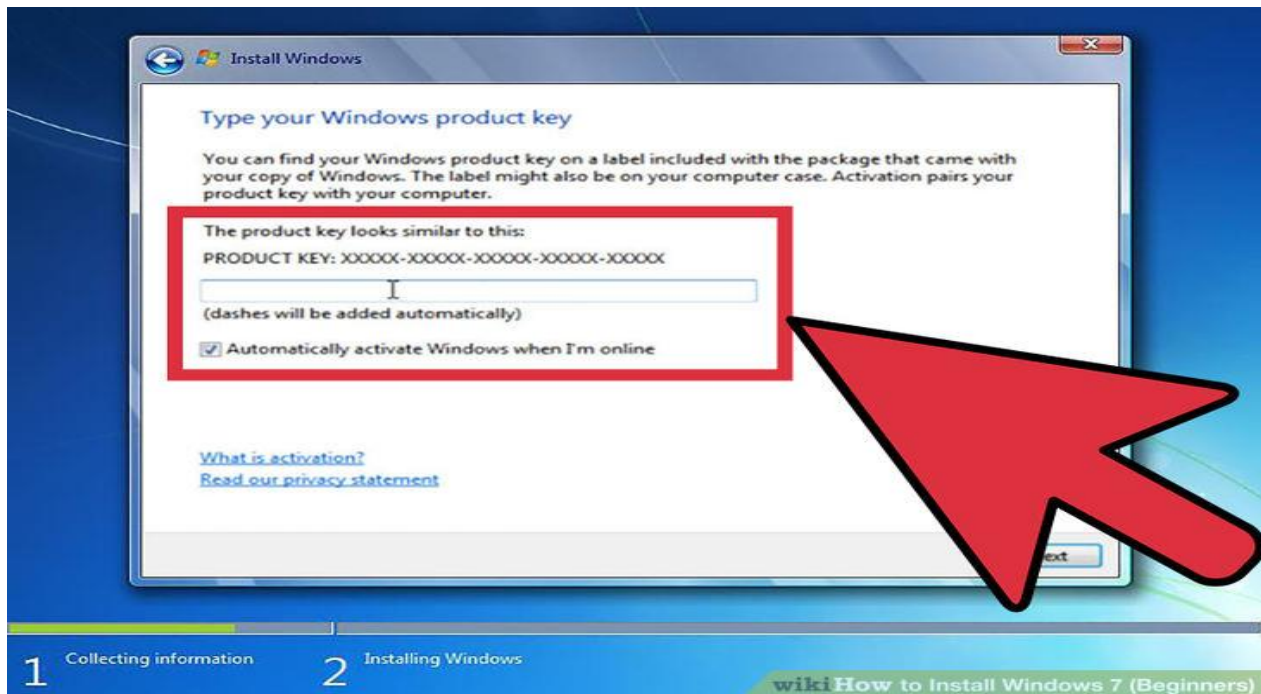 Install Windows
Type your Windows product key
You can find your Windows product key on a label included with the package that came with
your copy of Windows. The label might also be on your computer case. Activation pairs your
product key with your computer.
The product key looks similar to this:
PRODUCT KEY: XXXXX-XXXXX-XXXXX-XXXXX-XXXXX
(dashes will be added automatically)
Automatically activate Windows when I'm online
What is activation?
Read our privacy statement
ext
1 Collecting information 2 Installing Windows
wikiHow to Install Windows 7 (Beginners)